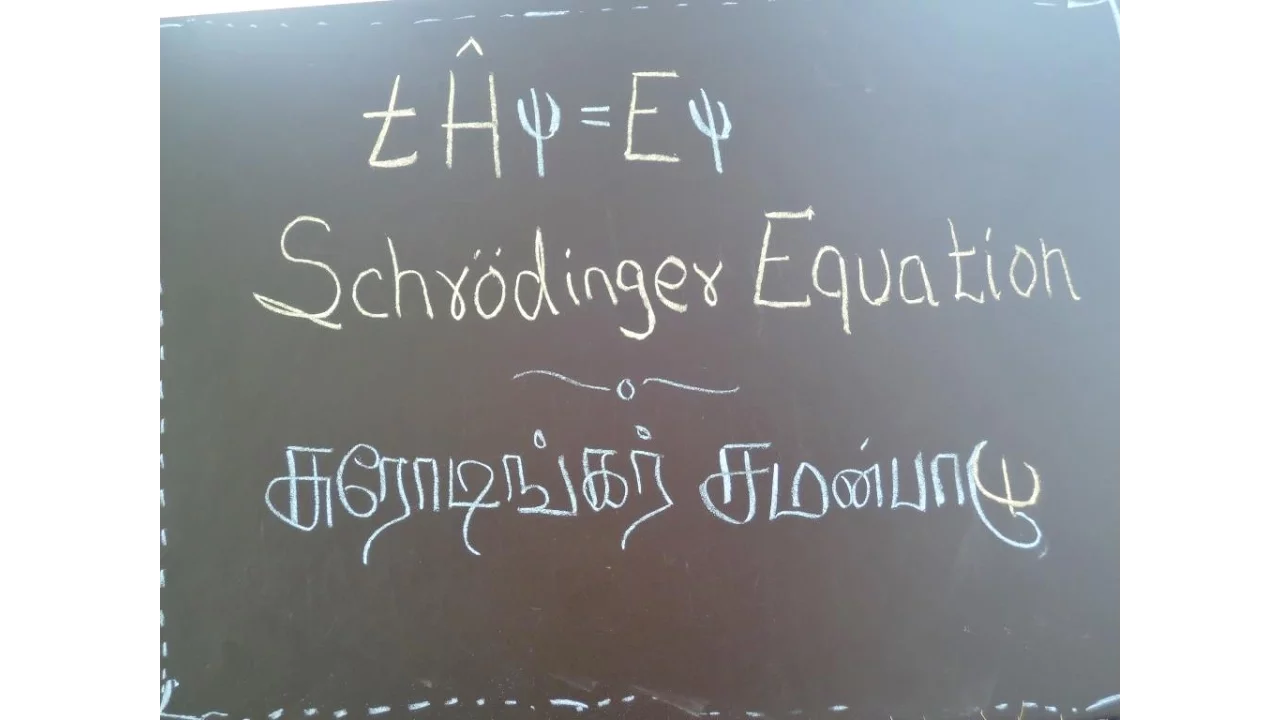 t Ĥψ = Eψ
Schrödinger Equation
சுரோடிங்கர் சமன்பாடு